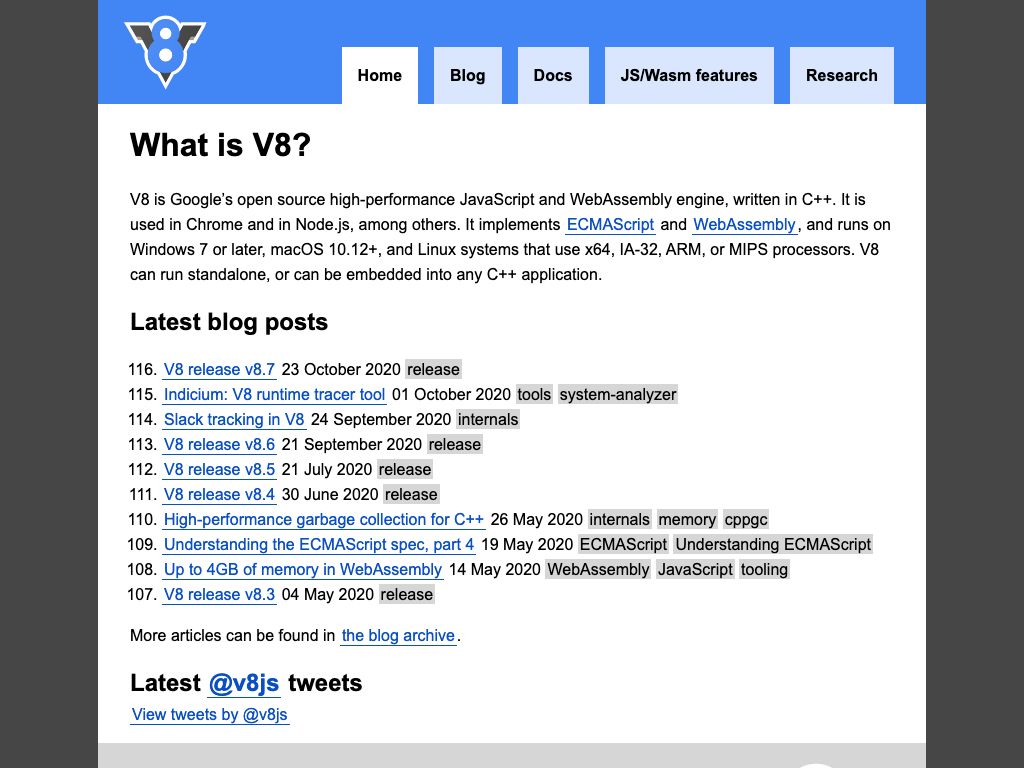 Home
Blog
Docs
JS/Wasm features
Research
What is V8?
V8 is Google’s open source high-performance JavaScript and WebAssembly engine, written in C++. It is
used in Chrome and in Node.js, among others. It implements ECMAScript and WebAssembly, and runs on
Windows 7 or later, macOS 10.12+, and Linux systems that use x64, IA-32, ARM, or MIPS processors. V8
can run standalone, or can be embedded into any C++ application.
Latest blog posts
116. V8 release v8.7 23 October 2020 release
115. Indicium: V8 runtime tracer tool 01 October 2020 tools system-analyzer
114. Slack tracking in V8 24 September 2020 internals
113. V8 release v8.6 21 September 2020 release
112. V8 release v8.5 21 July 2020 release
111. V8 release v8.4 30 June 2020 release
110. High-performance garbage collection for C++ 26 May 2020 internals memory cppgc
109. Understanding the ECMAScript spec, part 4 19 May 2020 ECMAScript Understanding ECMAScript
108. Up to 4GB of memory in WebAssembly 14 May 2020 WebAssembly JavaScript tooling
107. V8 release v8.3 04 May 2020 release
More articles can be found in the blog archive.
Latest @v8js tweets
View tweets by @v8js